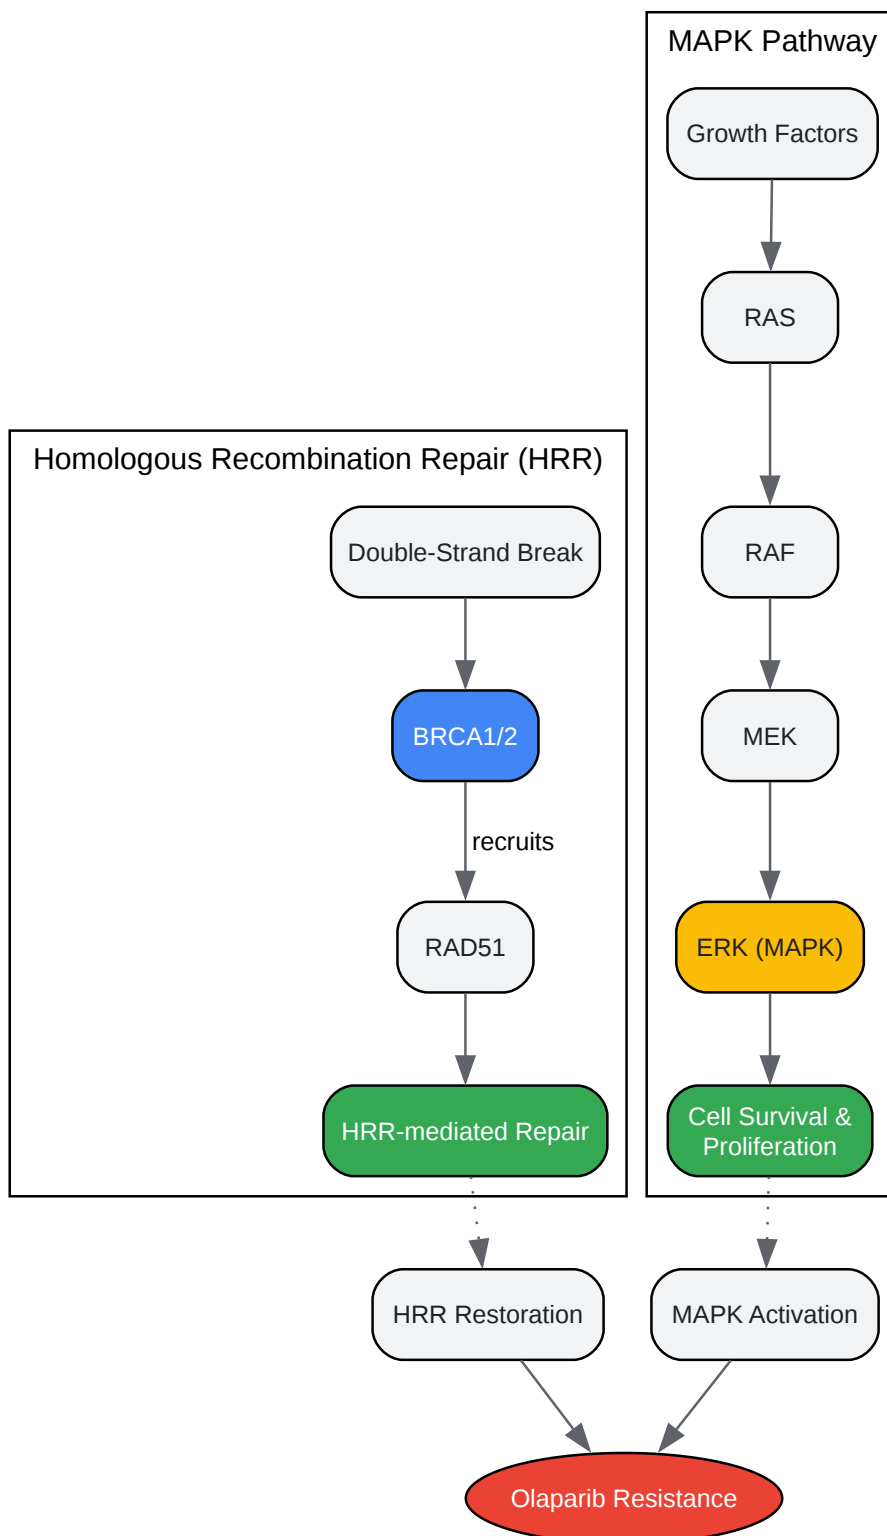 MAPK Pathway
Growth Factors
RAS
RAF
MEK
ERK (MAPK)
Cell Survival &
Proliferation
Homologous Recombination Repair (HRR)
Double-Strand Break
BRCA1/2
recruits
RAD51
HRR-mediated Repair
HRR Restoration
MAPK Activation
Olaparib Resistance